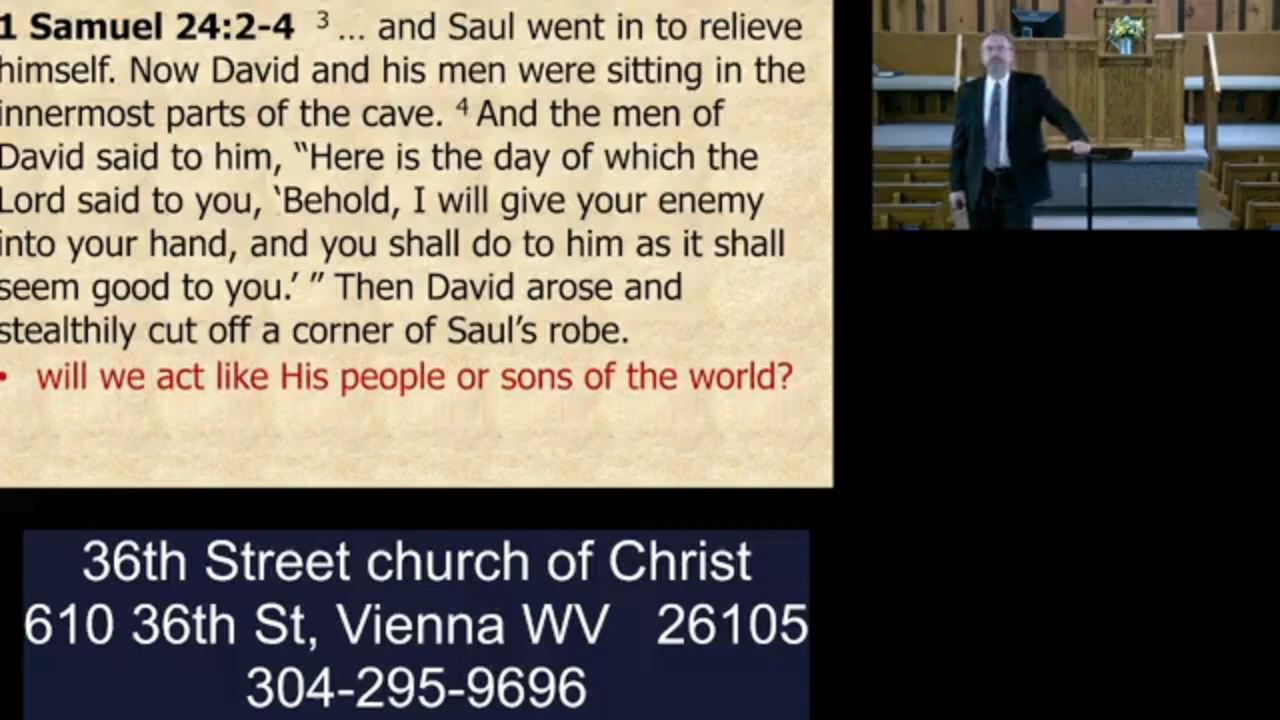 1 Samuel 24:2-4 ³ ... and Saul went in to relieve
himself. Now David and his men were sitting in the
innermost parts of the cave. ⁴ And the men of
David said to him, “Here is the day of which the
Lord said to you, ‘Behold, I will give your enemy
into your hand, and you shall do to him as it shall
seem good to you.’ ” Then David arose and
stealthily cut off a corner of Saul’s robe.
• will we act like His people or sons of the world?
36th Street church of Christ
610 36th St, Vienna WV 26105
304-295-9696